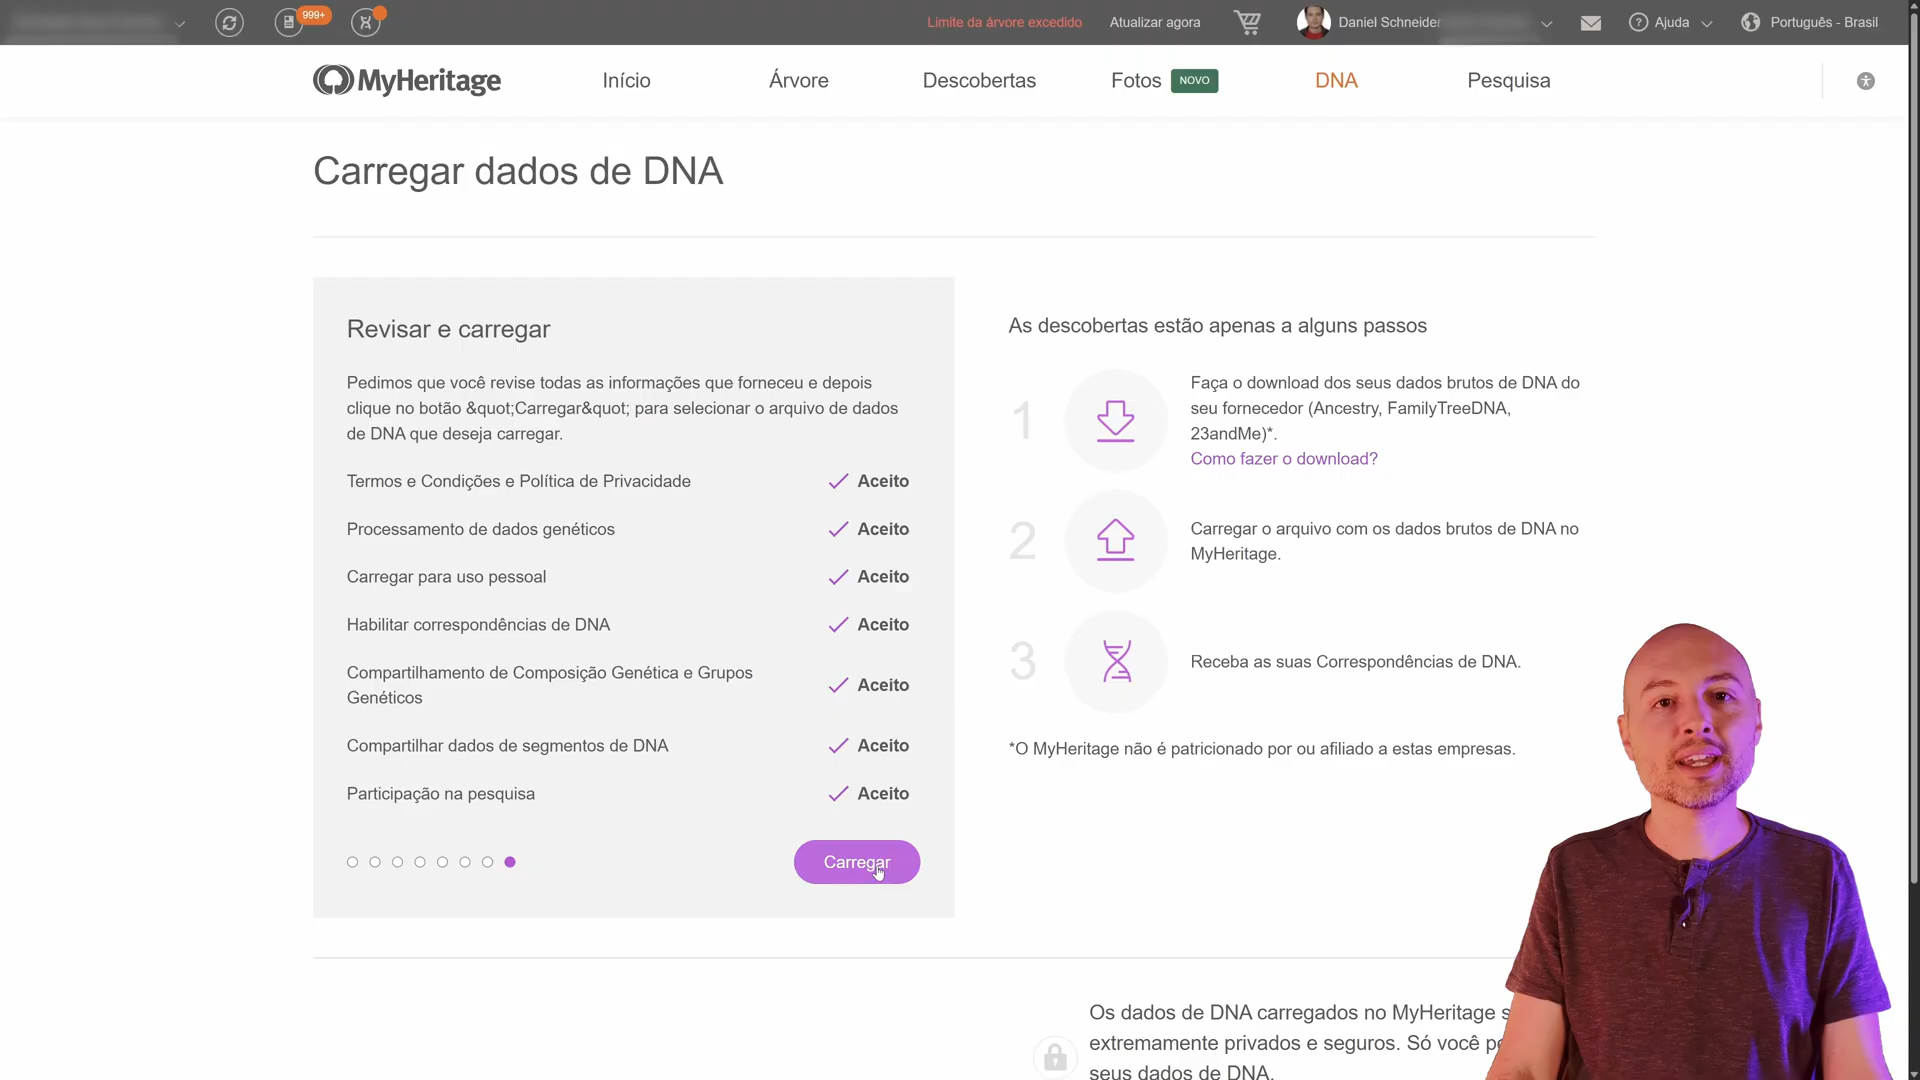 999+
Limite da árvore excedido
Atualizar agora
Daniel Schneider
Ajuda
Português - Brasil
MyHeritage
Início
Árvore
Descobertas
Fotos
NOVO
DNA
Pesquisa
Carregar dados de DNA
Revisar e carregar
Pedimos que você revise todas as informações que forneceu e depois
clique no botão &quot;Carregar&quot; para selecionar o arquivo de dados
de DNA que deseja carregar.
Termos e Condições e Política de Privacidade
Aceito
Processamento de dados genéticos
Aceito
Carregar para uso pessoal
Aceito
Habilitar correspondências de DNA
Aceito
Compartilhamento de Composição Genética e Grupos
Genéticos
Aceito
Compartilhar dados de segmentos de DNA
Aceito
Participação na pesquisa
Aceito
Carregar
As descobertas estão apenas a alguns passos
1
Faça o download dos seus dados brutos de DNA do
seu fornecedor (Ancestry, FamilyTreeDNA,
23andMe)*.
Como fazer o download?
2
Carregar o arquivo com os dados brutos de DNA no
MyHeritage.
3
Receba as suas Correspondências de DNA.
*O MyHeritage não é patricionado por ou afiliado a estas empresas.
Os dados de DNA carregados no MyHeritage
extremamente privados e seguros. Só você
seus dados de DNA.